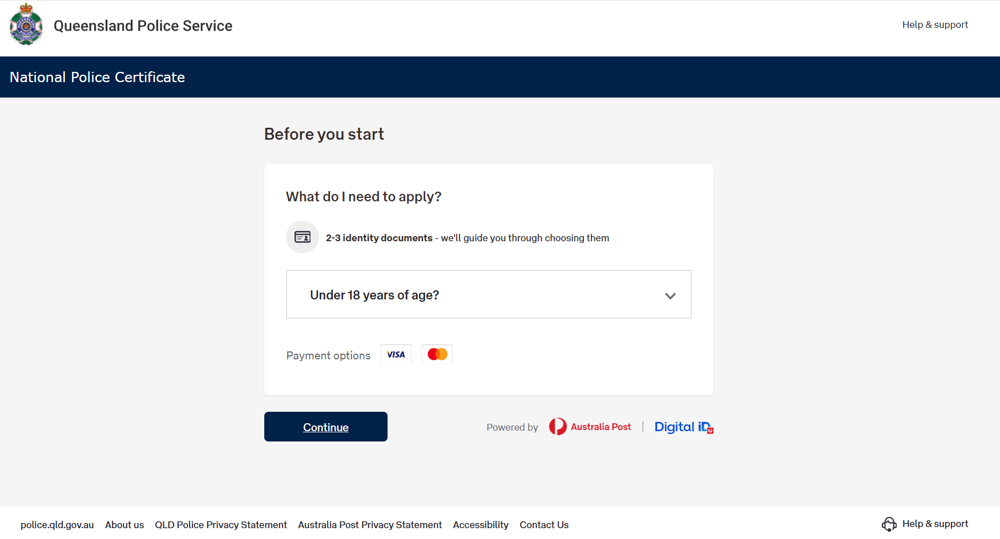 Queensland Police Service
Help & support
National Police Certificate
Before you start
What do I need to apply?
2-3 identity documents - we'll guide you through choosing them
Under 18 years of age?
Payment options VISA
Continue
Powered by Australia Post | Digital iD
police.qld.gov.au About us QLD Police Privacy Statement Australia Post Privacy Statement Accessibility Contact Us
Help & support